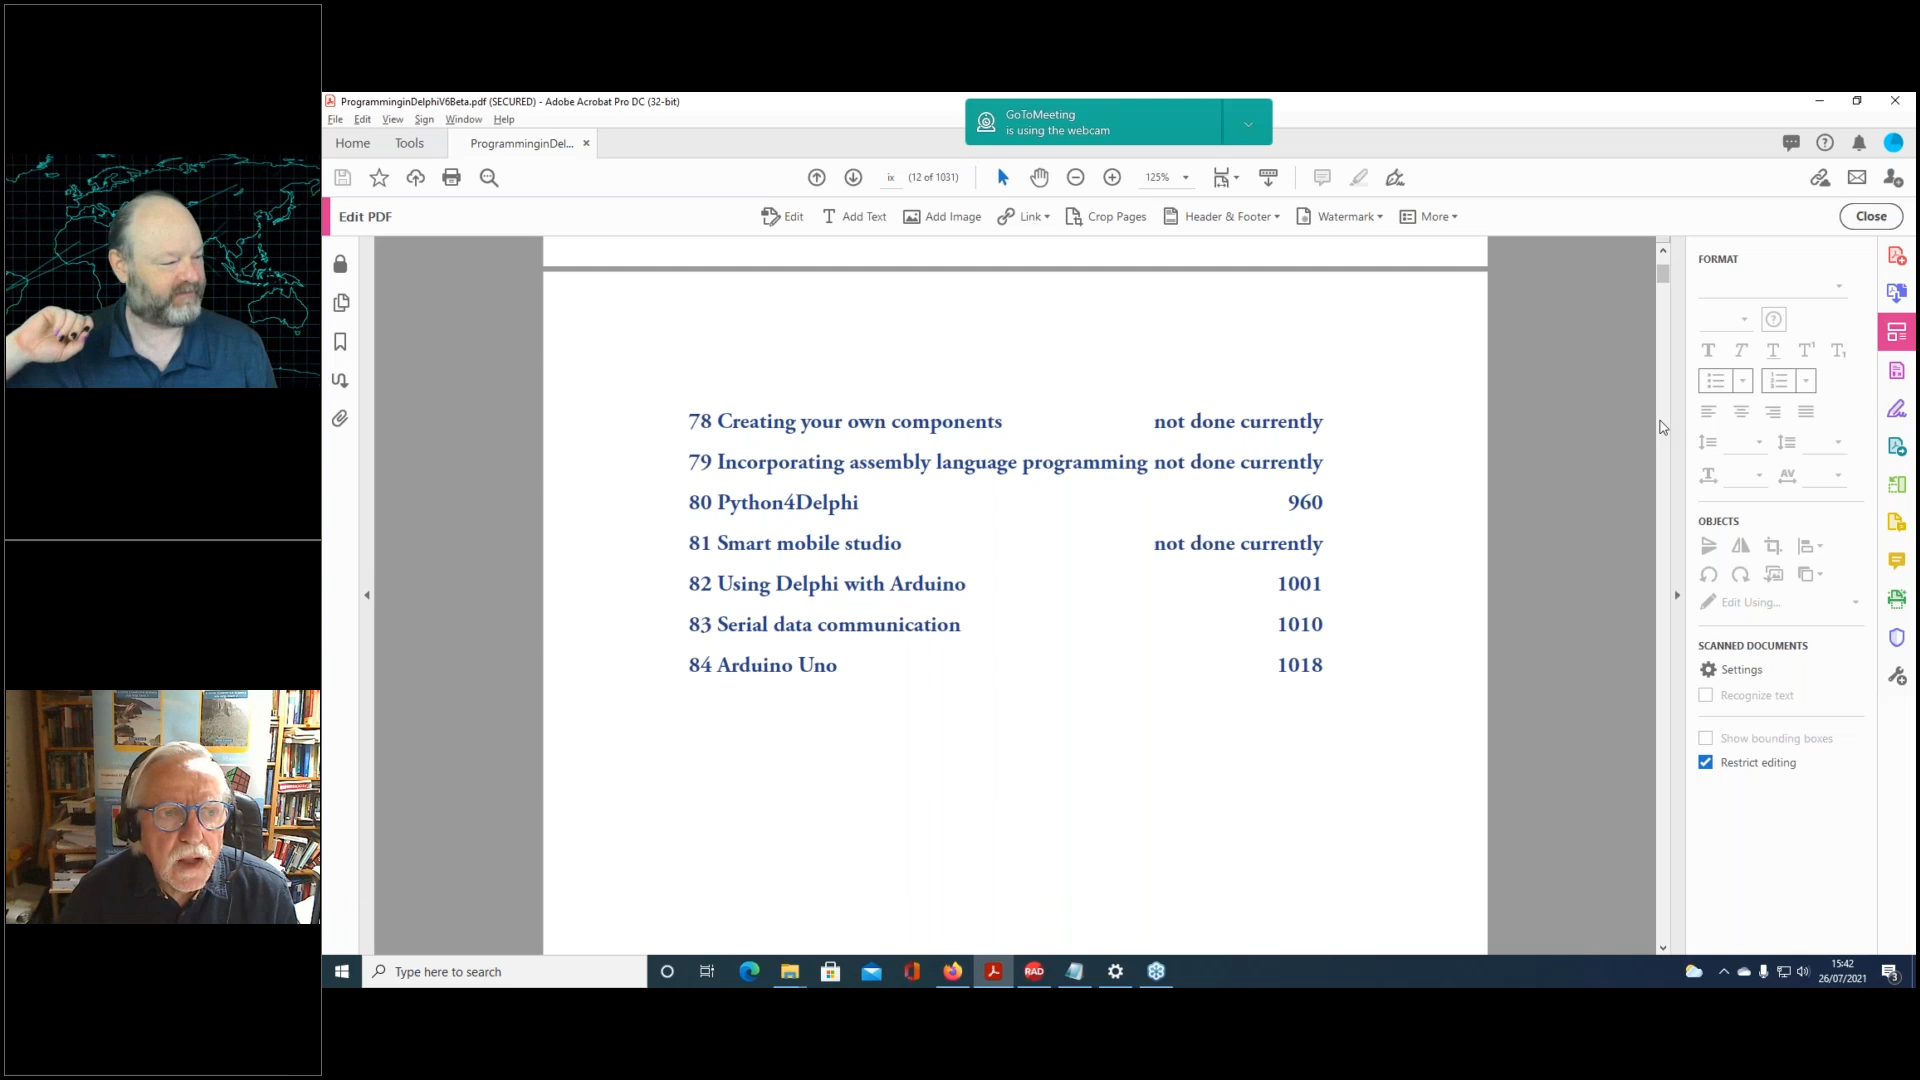 ProgramminginDelphiV6Beta.pdf (SECURED) - Adobe Acrobat Pro DC (32-bit)
File Edit View Sign Window Help
GoToMeeting
is using the webcam
Home Tools ProgramminginDel...
ix (12 of 1031) 125%
Edit PDF
Edit Add Text Add Image Link Crop Pages Header & Footer Watermark More Close
78 Creating your own components not done currently
79 Incorporating assembly language programming not done currently
80 Python4Delphi 960
81 Smart mobile studio not done currently
82 Using Delphi with Arduino 1001
83 Serial data communication 1010
84 Arduino Uno 1018
FORMAT
OBJECTS
Edit Using...
SCANNED DOCUMENTS
Settings
Recognize text
Show bounding boxes
Restrict editing
Type here to search
RAD
15:42
26/07/2021
3